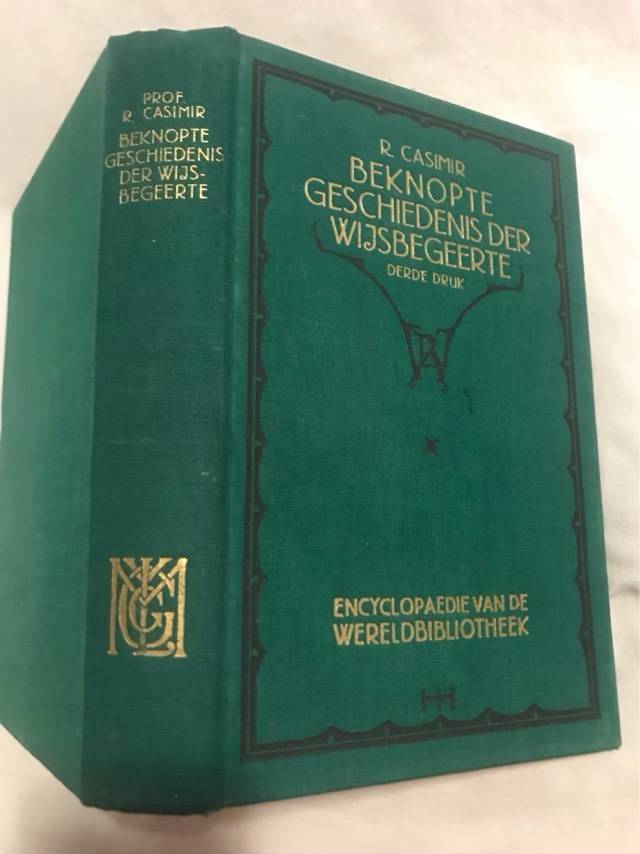 PROF.
R. CASIMIR
BEKNOPTE
GESCHIEDENIS
DER WIJS-
BEGEERTE
R. CASIMIR
BEKNOPTE
GESCHIEDENIS DER
WIJSBEGEERTE
DERDE DRUK
ENCYCLOPAEDIE VAN DE
WERELDBIBLIOTHEEK